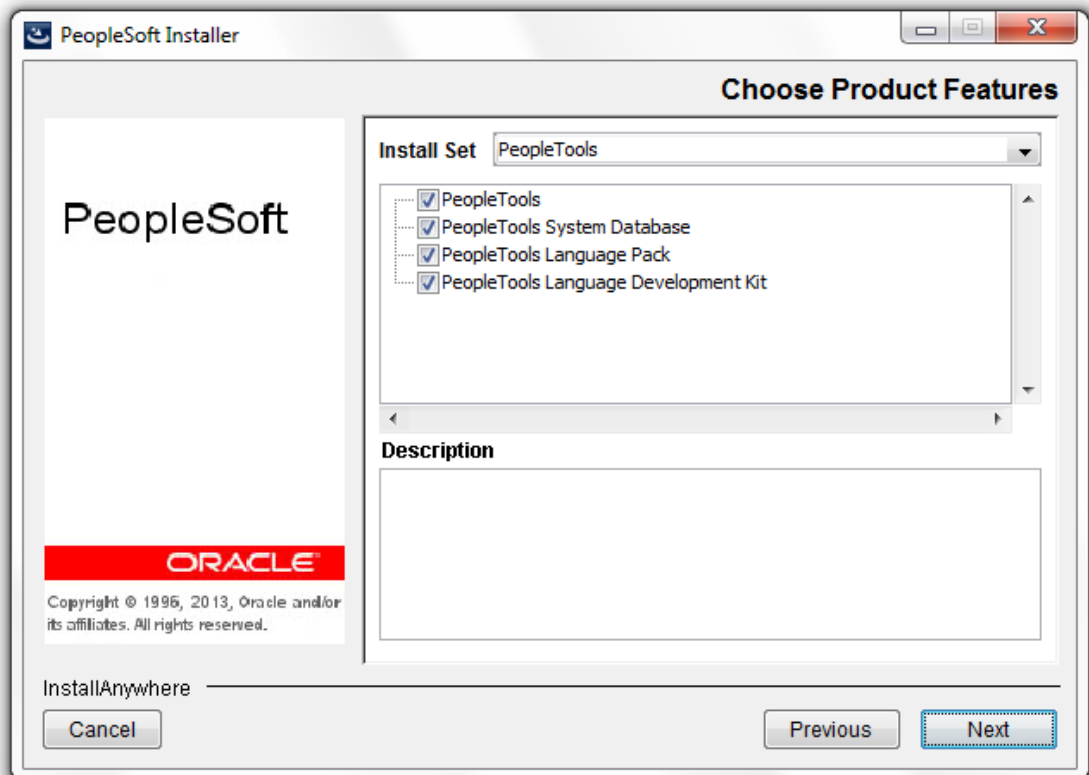 PeopleSoft Installer
Choose Product Features
PeopleSoft
Install Set PeopleTools
PeopleTools
PeopleTools System Database
PeopleTools Language Pack
PeopleTools Language Development Kit
Description
ORACLE
Copyright © 1996, 2013, Oracle and/or
its affiliates. All rights reserved.
InstallAnywhere
Cancel Previous Next